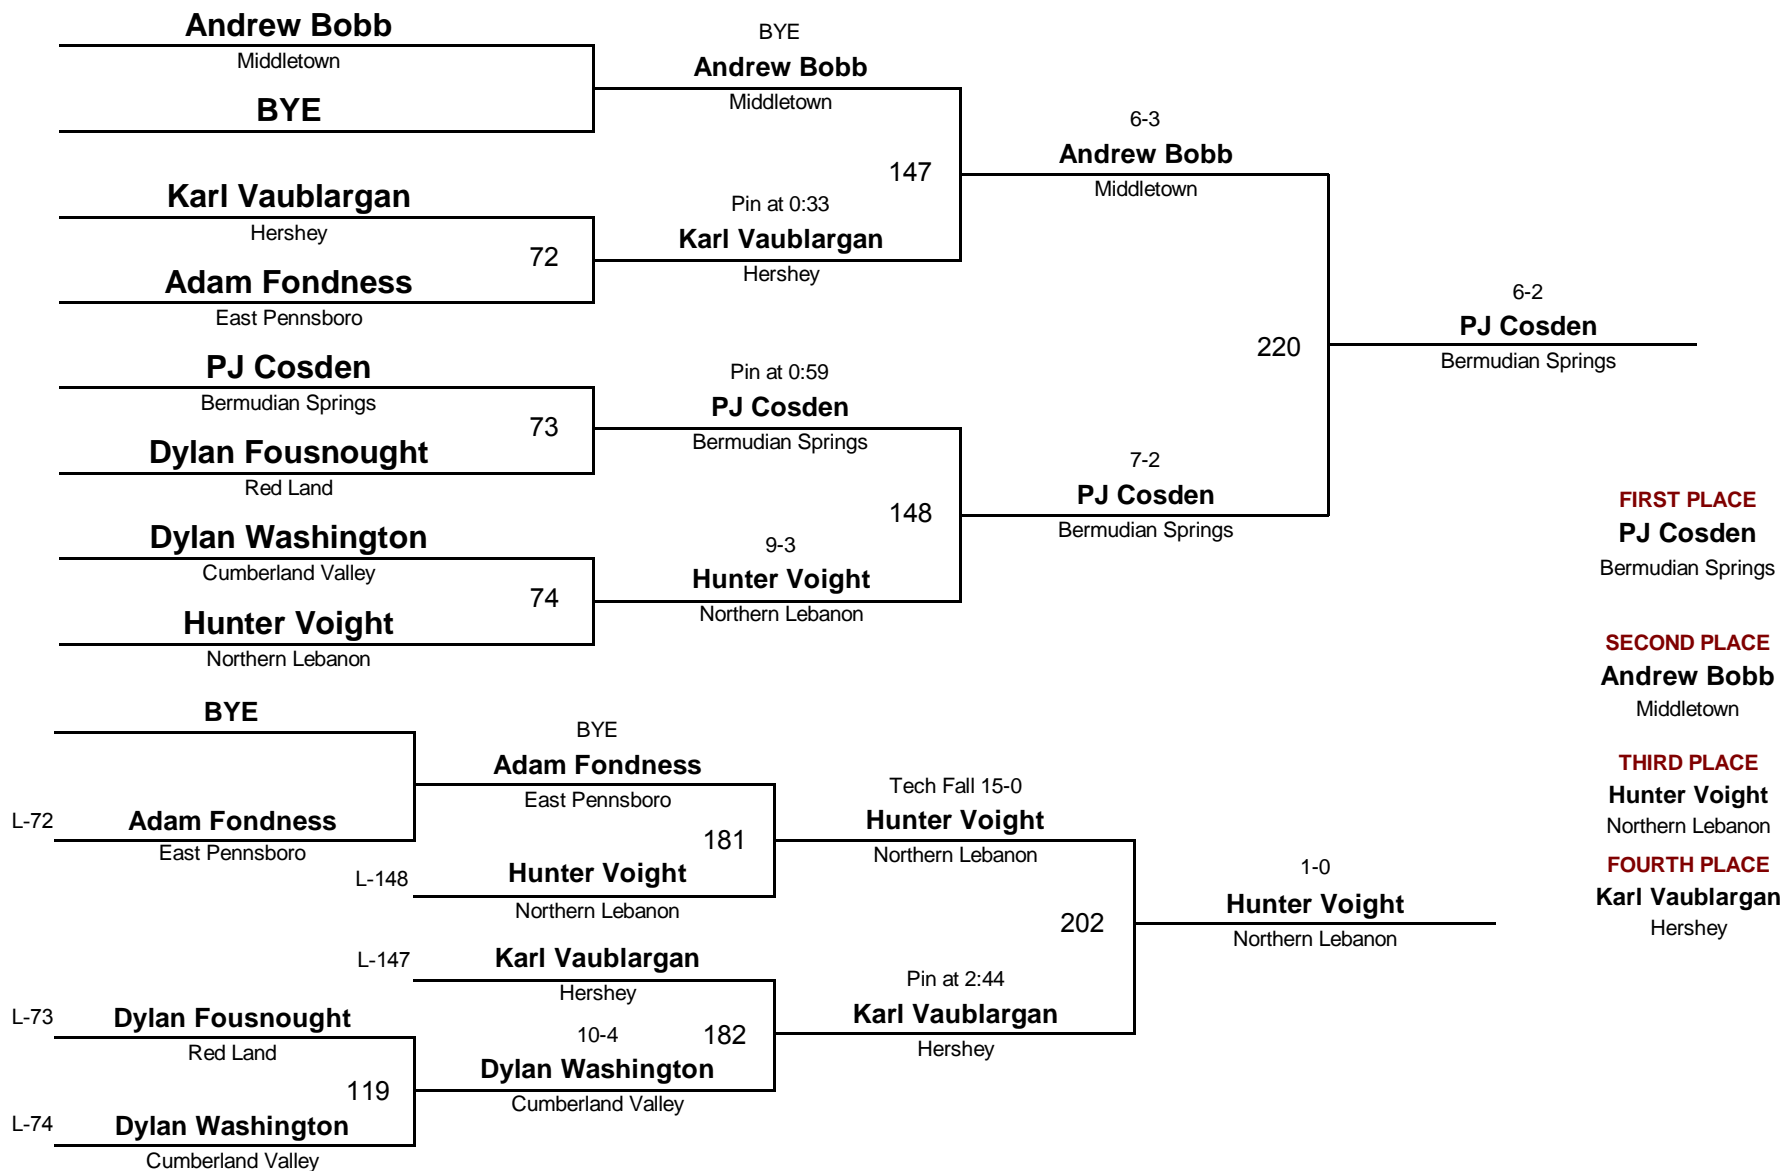 Andrew Bobb
Middletown
BYE
Karl Vaublargan
Hershey
72
Adam Fondness
East Pennsboro
PJ Cosden
Bermudian Springs
73
Dylan Fousnought
Red Land
Dylan Washington
Cumberland Valley
74
Hunter Voight
Northern Lebanon
BYE
Andrew Bobb
Middletown
147
Pin at 0:33
Karl Vaublargan
Hershey
Pin at 0:59
PJ Cosden
Bermudian Springs
148
9-3
Hunter Voight
Northern Lebanon
6-3
Andrew Bobb
Middletown
220
7-2
PJ Cosden
Bermudian Springs
6-2
PJ Cosden
Bermudian Springs
FIRST PLACE
PJ Cosden
Bermudian Springs
SECOND PLACE
Andrew Bobb
Middletown
THIRD PLACE
Hunter Voight
Northern Lebanon
FOURTH PLACE
Karl Vaublargan
Hershey
BYE
L-72
Adam Fondness
East Pennsboro
L-73
Dylan Fousnought
Red Land
119
L-74
Dylan Washington
Cumberland Valley
BYE
Adam Fondness
East Pennsboro
181
L-148
Hunter Voight
Northern Lebanon
L-147
Karl Vaublargan
Hershey
182
10-4
Dylan Washington
Cumberland Valley
Tech Fall 15-0
Hunter Voight
Northern Lebanon
202
Pin at 2:44
Karl Vaublargan
Hershey
1-0
Hunter Voight
Northern Lebanon